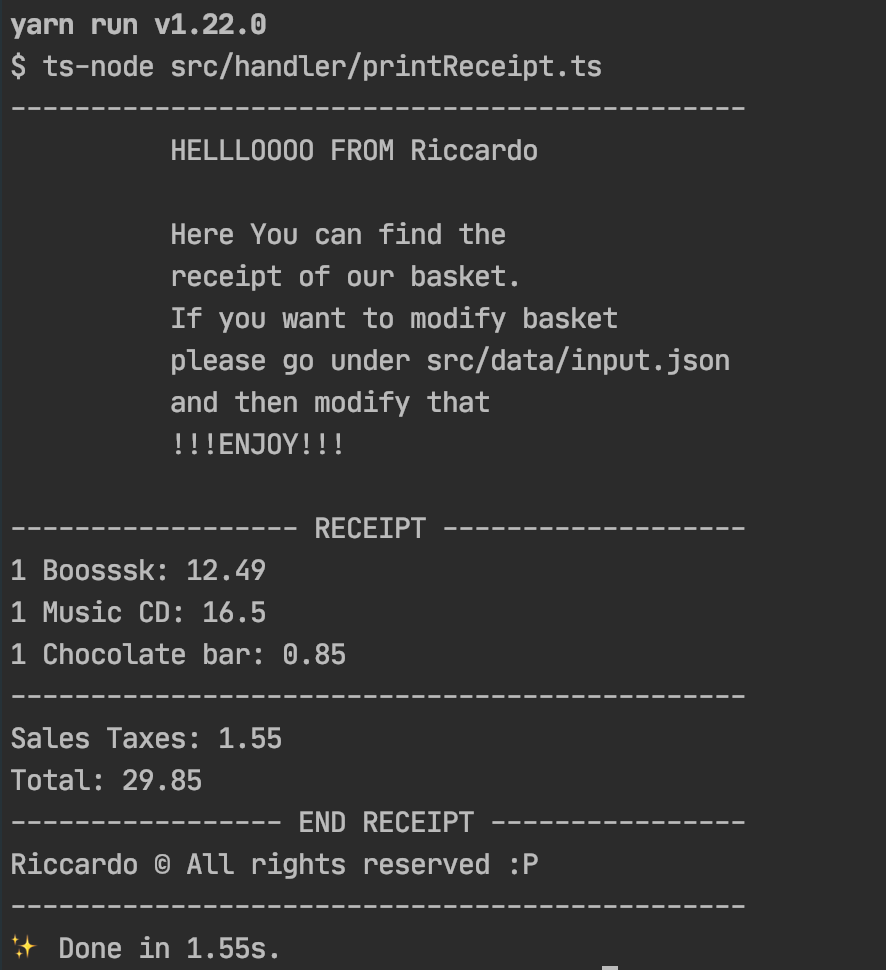 yarn run v1.22.0
$ ts-node src/handler/printReceipt.ts
----------------------------------------------
HELLLOOOO FROM Riccardo
Here You can find the
receipt of our basket.
If you want to modify basket
please go under src/data/input.json
and then modify that
!!!ENJOY!!!
------------------ RECEIPT -------------------
1 Boosssk: 12.49
1 Music CD: 16.5
1 Chocolate bar: 0.85
----------------------------------------------
Sales Taxes: 1.55
Total: 29.85
----------------- END RECEIPT ----------------
Riccardo © All rights reserved :P
----------------------------------------------
✨ Done in 1.55s.